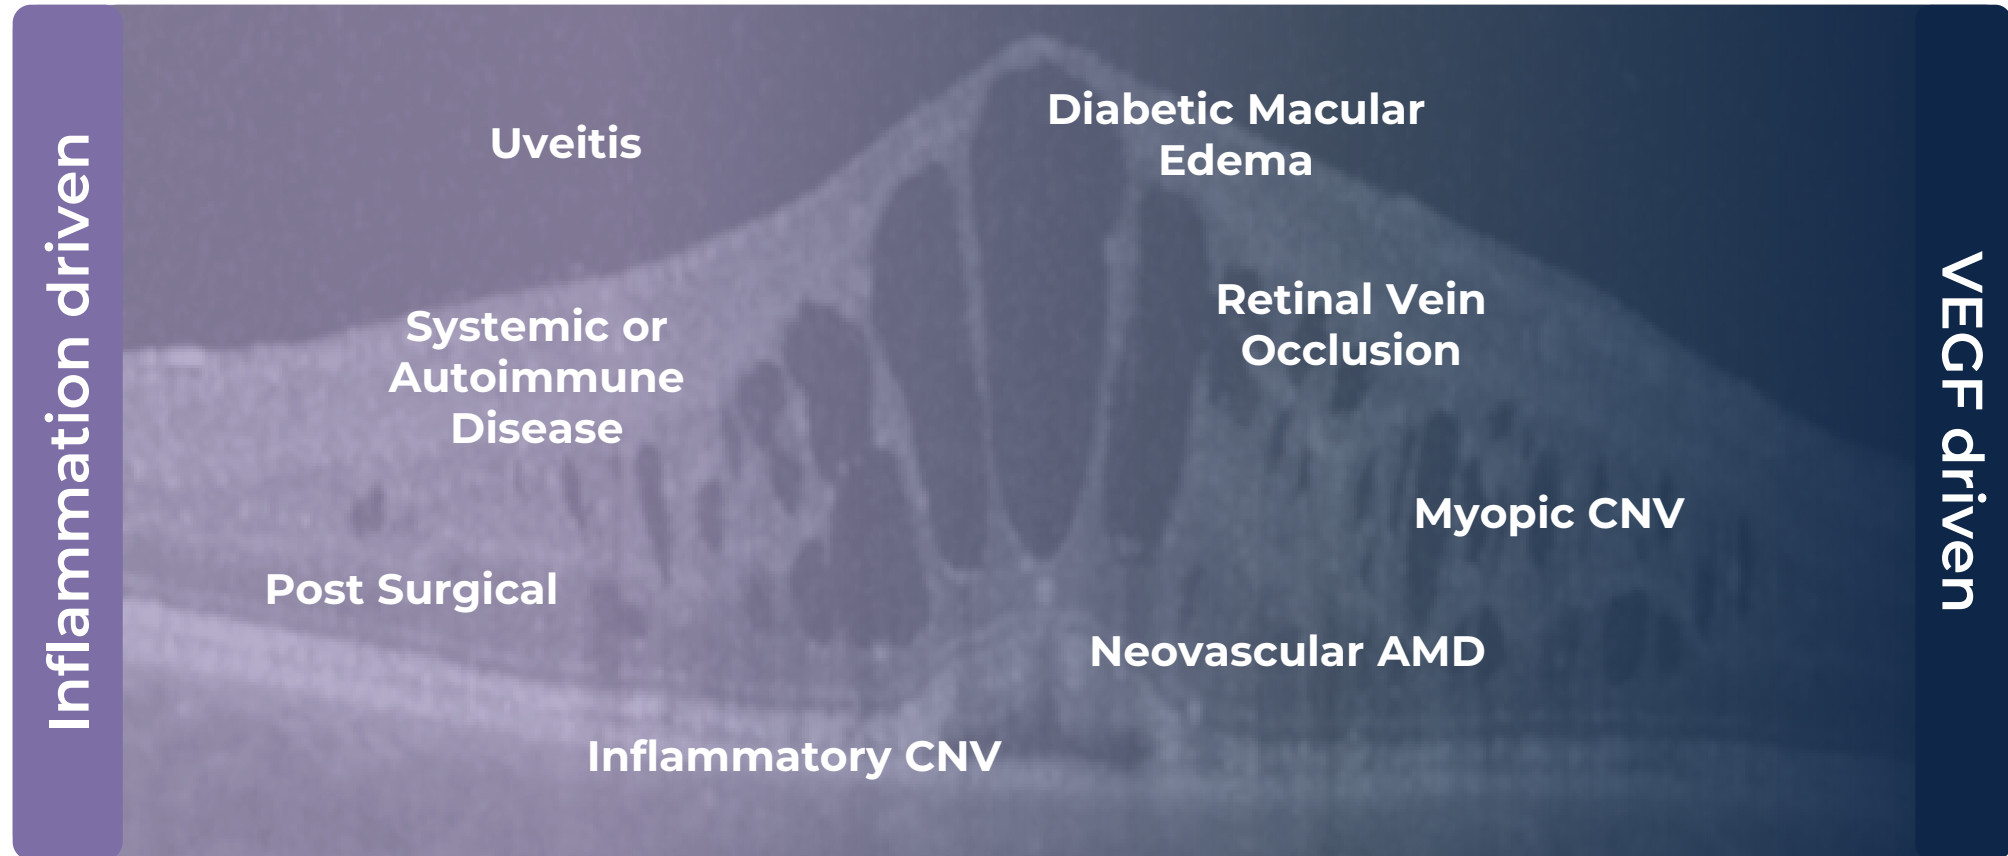 Inflammation driven
Uveitis
Systemic or
Autoimmune
Disease
Post Surgical
Inflammatory CNV
Diabetic Macular
Edema
Retinal Vein
Occlusion
Myopic CNV
Neovascular AMD
VEGF driven